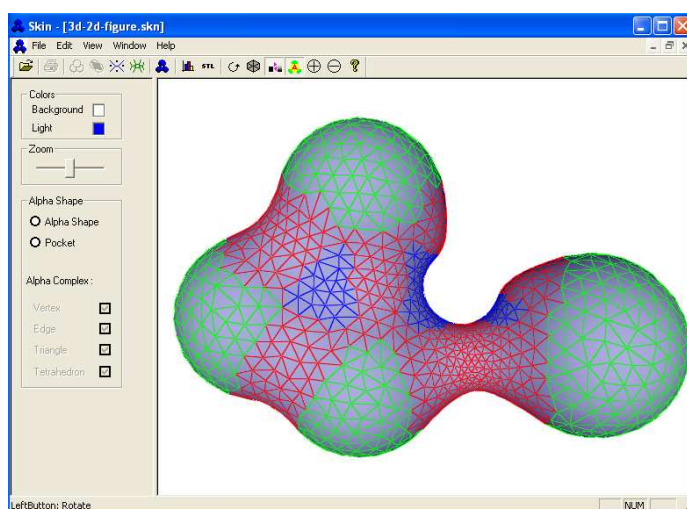 Skin - [3d-2d-figure.skn]
File Edit View Window Help
STL
Colors
Background
Light
Zoom
Alpha Shape
Alpha Shape
Pocket
Alpha Complex :
Vertex
Edge
Triangle
Tetrahedron
LeftButton: Rotate
NUM